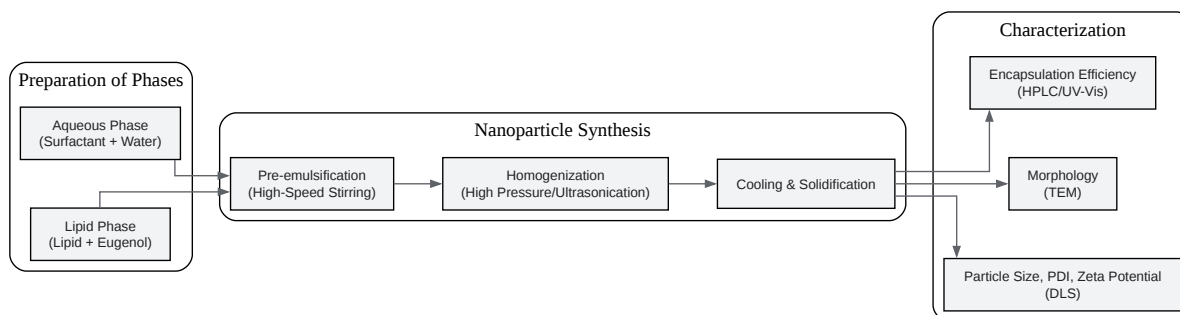 Preparation of Phases
Aqueous Phase
(Surfactant + Water)
Lipid Phase
(Lipid + Eugenol)
Nanoparticle Synthesis
Pre-emulsification
(High-Speed Stirring)
Homogenization
(High Pressure/Ultrasonication)
Cooling & Solidification
Characterization
Encapsulation Efficiency
(HPLC/UV-Vis)
Morphology
(TEM)
Particle Size, PDI, Zeta Potential
(DLS)